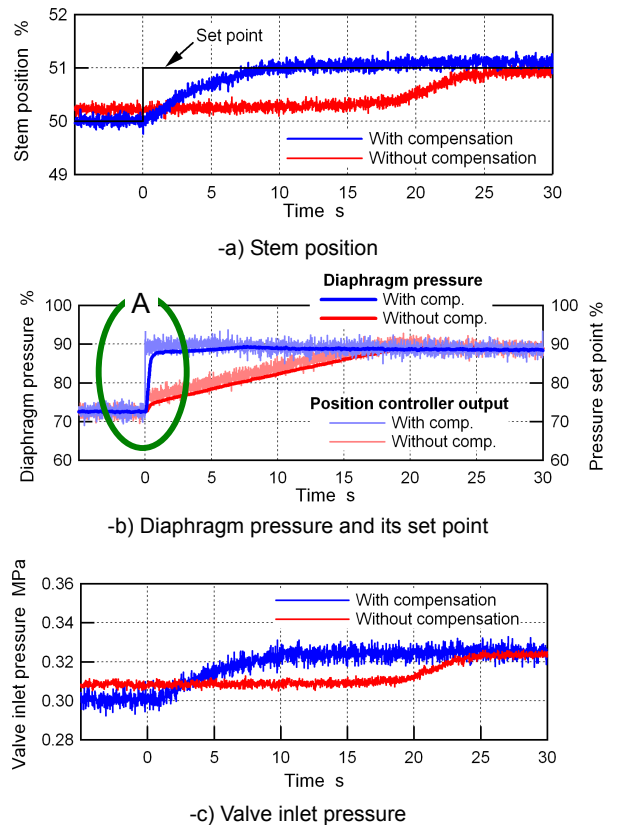 52
51
50
49
Stem position %
Set point
With compensation
Without compensation
0 5 10 15 20 25 30
Time s
-a) Stem position
A
Diaphragm pressure
With comp.
Without comp.
100
90
80
70
60
Diaphragm pressure %
100
90
80
70
60
Pressure set point %
Position controller output
With comp.
Without comp.
0 5 10 15 20 25 30
Time s
-b) Diaphragm pressure and its set point
0.36
0.34
0.32
0.30
0.28
Valve inlet pressure MPa
With compensation
Without compensation
0 5 10 15 20 25 30
Time s
-c) Valve inlet pressure